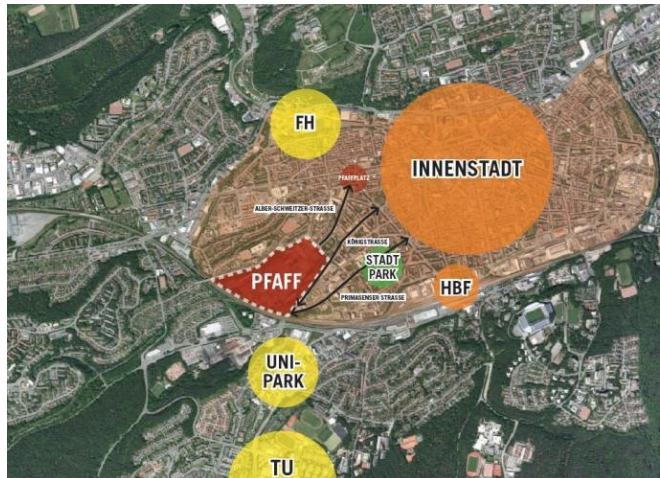 FH
INNENSTADT
PFAFFPLATZ
ALBER-SCHWEITZER-STRASSE
KÖNIGSTRASSE
STADT
PARK
PFAFF
HBF
PRIMASENSER STRASSE
UNI-
PARK
TU